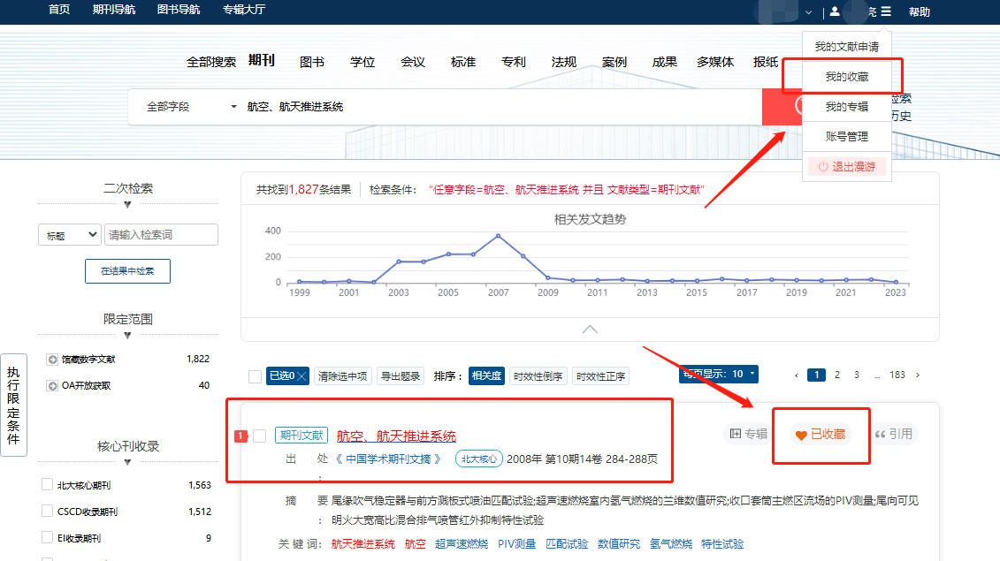 首页 期刊导航 图书导航 专辑大厅 亮 帮助
我的文献申请
全部搜索 期刊 图书 学位 会议 标准 专利 法规 案例 成果 多媒体 报纸
我的收藏
全部字段 航空、航天推进系统
检索
历史
我的专辑
账号管理
退出漫游
二次检索
标题 请输入检索词
在结果中检索
共找到1,827条结果 检索条件： “任意字段=航空、航天推进系统 并且 文献类型=期刊文献”
相关发文趋势
400
200
0
1999 2001 2003 2005 2007 2009 2011 2013 2015 2017 2019 2021 2023
限定范围
馆藏数字文献 1,822
OA开放获取 40
执行限定条件
已选0 清除选中项 导出题录 排序： 相关度 时效性倒序 时效性正序 每页显示：10 ‹ 1 2 3 ... 183 ›
核心刊收录
北大核心期刊 1,563
CSCD收录期刊 1,512
EI收录期刊 9
1 期刊文献 航空、航天推进系统 专辑 已收藏 引用
出 处：《 中国学术期刊文摘 》 北大核心 2008年 第10期14卷 284-288页
摘 要：尾缘吹气稳定器与前方溅板式喷油匹配试验;超声速燃烧室内氢气燃烧的兰维数值研究;收口套筒主燃区流场的PIV测量;尾向可见
明火大宽高比混合排气喷管红外抑制特性试验
关 键 词： 航天推进系统 航空 超声速燃烧 PIV测量 匹配试验 数值研究 氢气燃烧 特性试验